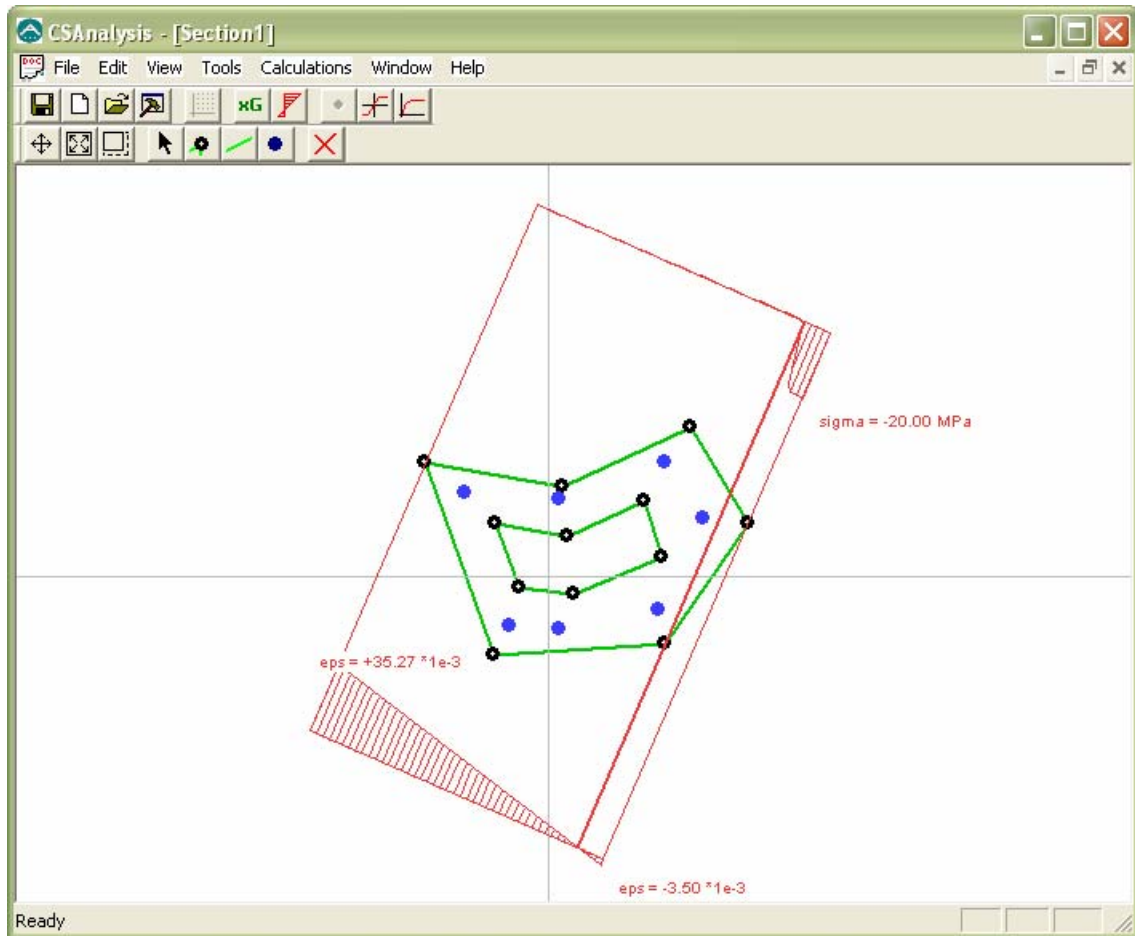 CSAnalysis - [Section1]
DOC File Edit View Tools Calculations Window Help
xG
sigma = -20.00 MPa
eps = +35.27 *1e-3
eps = -3.50 *1e-3
Ready